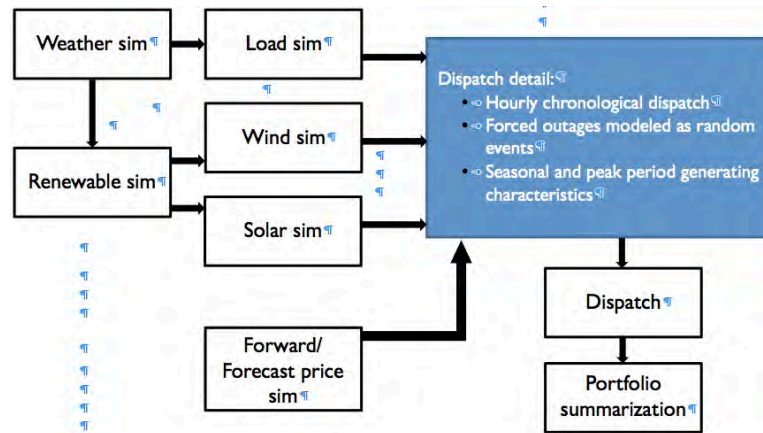 Weather sim¶
Load sim¶
Dispatch detail:¶
• ⇨ Hourly chronological dispatch¶
• ⇨ Forced outages modeled as random
events¶
• ⇨ Seasonal and peak period generating
characteristics¶
Wind sim¶
Renewable sim¶
Solar sim¶
Forward/
Forecast price
sim¶
Dispatch¶
Portfolio
summarization¶